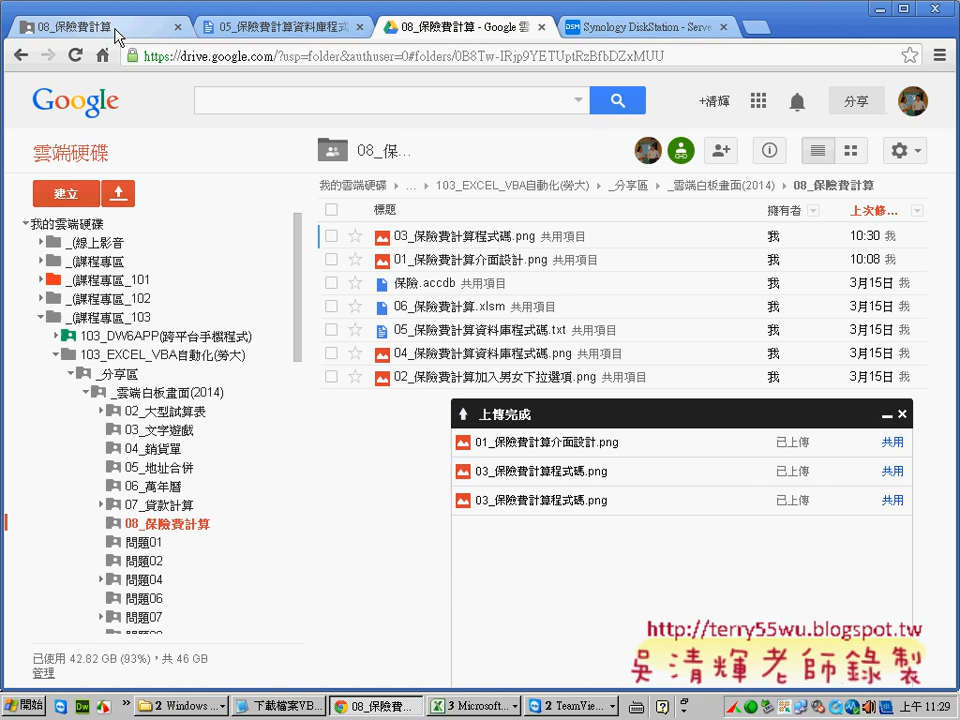 08_保險費計算
05_保險費計算資料庫程式
08_保險費計算 - Google 雲
Synology DiskStation - Serve
https://drive.google.com/?usp=folder&authuser=0#folders/0B8Tw-IRjp9YETUptRzBfbDZxMUU
Google
+清輝
分享
雲端硬碟
08_保...
建立
我的雲端硬碟 ... 103_EXCEL_VBA自動化(勞大) _分享區 _雲端白板畫面(2014) 08_保險費計算
標題 擁有者 上次修...
03_保險費計算程式碼.png 共用項目 我 10:30 我
01_保險費計算介面設計.png 共用項目 我 10:08 我
保險.accdb 共用項目 我 3月15日 我
06_保險費計算.xlsm 共用項目 我 3月15日 我
05_保險費計算資料庫程式碼.txt 共用項目 我 3月15日 我
04_保險費計算資料庫程式碼.png 共用項目 我 3月15日 我
02_保險費計算加入男女下拉選項.png 共用項目 我 3月15日 我
我的雲端硬碟
_(線上影音
_(課程專區
_(課程專區_101
_(課程專區_102
_(課程專區_103
103_DW6APP(跨平台手機程式)
103_EXCEL_VBA自動化(勞大)
_分享區
_雲端白板畫面(2014)
02_大型試算表
03_文字遊戲
04_銷貨單
05_地址合併
06_萬年曆
07_貸款計算
08_保險費計算
問題01
問題02
問題04
問題06
問題07
已使用 42.82 GB (93%)，共 46 GB
管理
上傳完成
01_保險費計算介面設計.png 已上傳 共用
03_保險費計算程式碼.png 已上傳 共用
03_保險費計算程式碼.png 已上傳 共用
http://terry55wu.blogspot.tw
吳清輝老師錄製
開始
2 Windows ...
下載檔案VB...
08_保險費...
3 Microsoft...
2 TeamVie...
上午 11:29